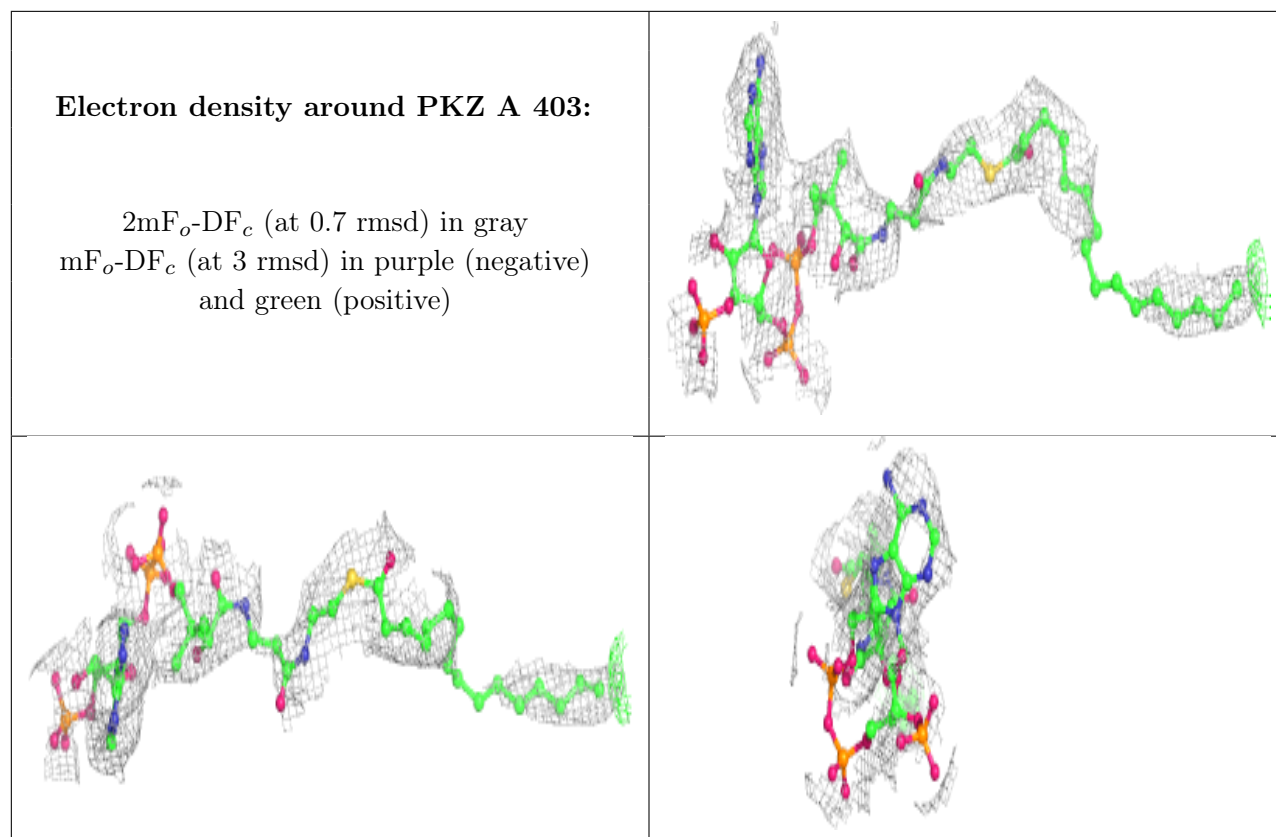 Electron density around PKZ A 403:
2mFo-DFc (at 0.7 rmsd) in gray
mFo-DFc (at 3 rmsd) in purple (negative)
and green (positive)